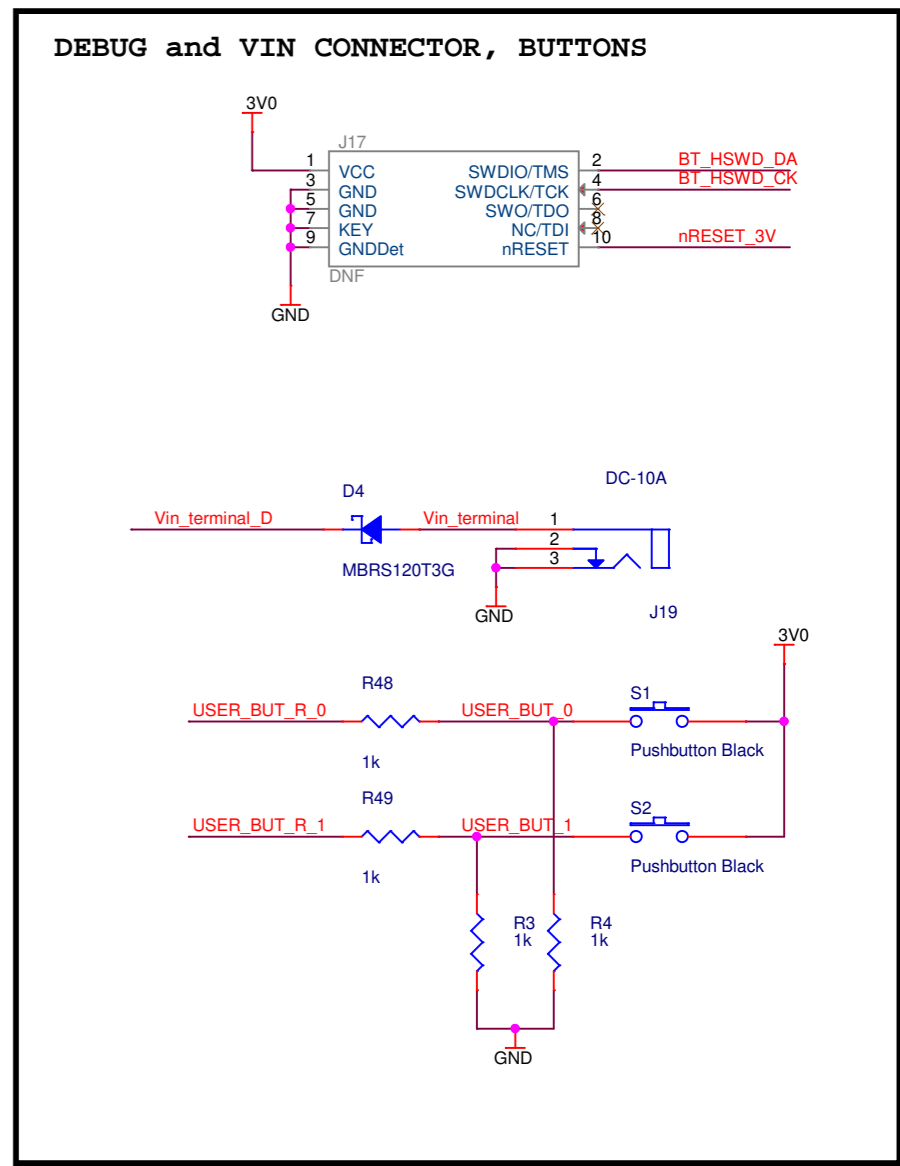 DEBUG and VIN CONNECTOR, BUTTONS
3V0
J17
1 VCC SWDIO/TMS 2 BT_HSWD_DA
3 GND SWDCLK/TCK 4 BT_HSWD_CK
5 GND SWO/TDO 6
7 KEY NC/TDI 8
9 GNDDet nRESET 10 nRESET_3V
DNF
GND
DC-10A
D4
Vin_terminal_D Vin_terminal 1
2
MBRS120T3G 3
GND J19
3V0
R48 S1
USER_BUT_R_0 USER_BUT_0
1k Pushbutton Black
R49 S2
USER_BUT_R_1 USER_BUT_1
1k Pushbutton Black
R3 R4
1k 1k
GND